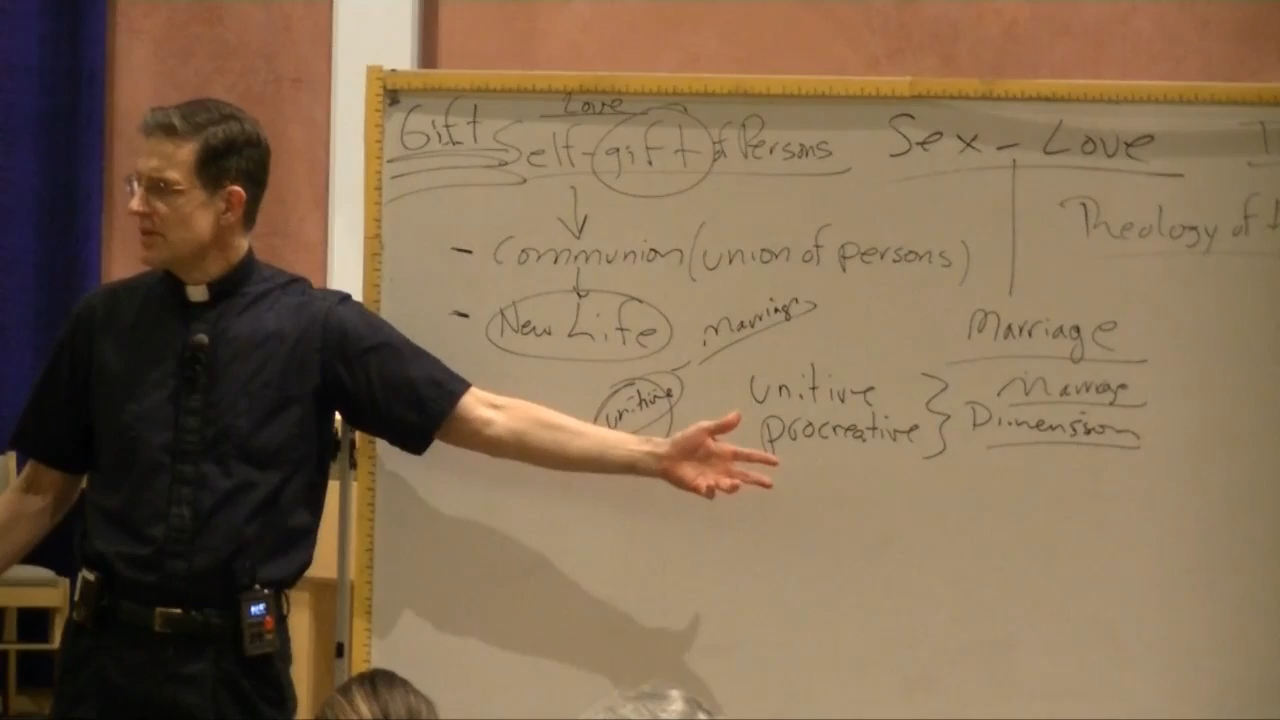 Love
Gift Self-gift of Persons
- Communion (union of persons)
- New Life
Marriage
unitive
Sex - Love
Theology of
Marriage
unitive
procreative
Marriage
Dimension